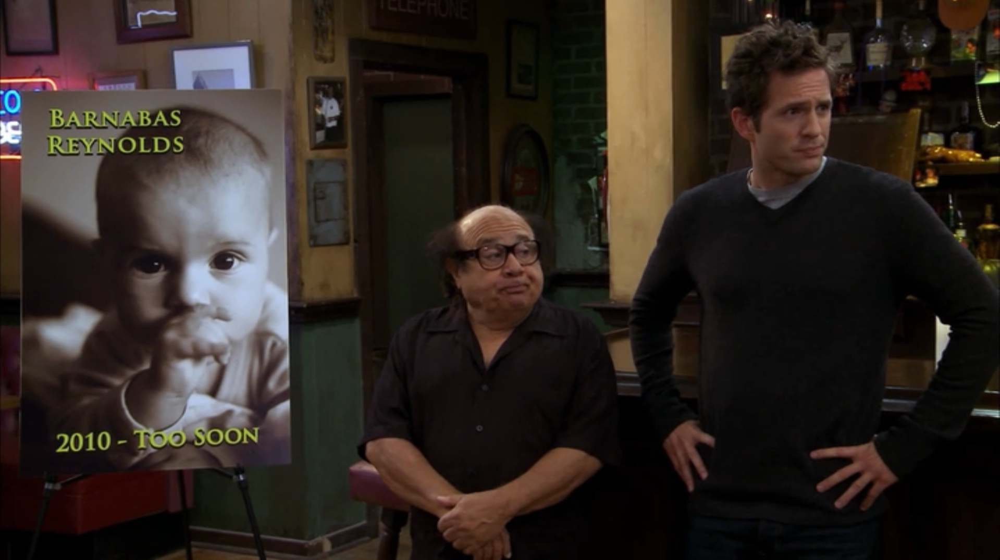 TELEPHONE
BARNABAS
REYNOLDS
2010 - TOO SOON